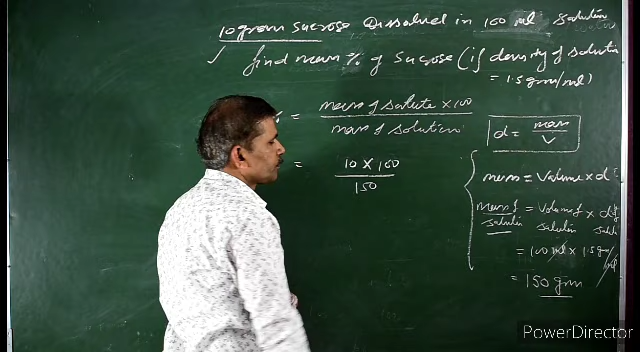 10 gram sucrose Dissolved in 100 ml solution
✓ find mass % of sucrose (if density of solution
= 1.5 gm/ml)
= mass of solute × 100
mass of solution
d = mass
V
= 10 × 100
150
mass = Volume × d
mass of = Volume of × d of
solution solution solut
= 100 ml × 1.5 gm/ml
= 150 gm
PowerDirector